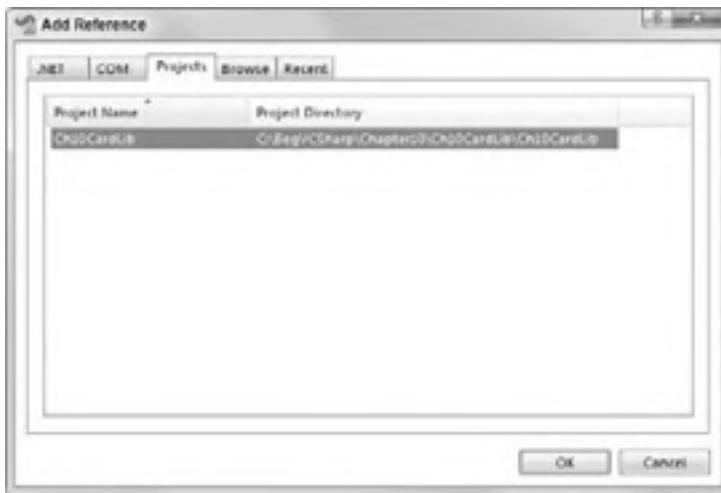 Add Reference
.NET COM Projects Browse Recent
Project Name Project Directory
Ch10CardLib C:\BegVCSharp\Chapter10\Ch10CardLib\Ch10CardLib
OK Cancel